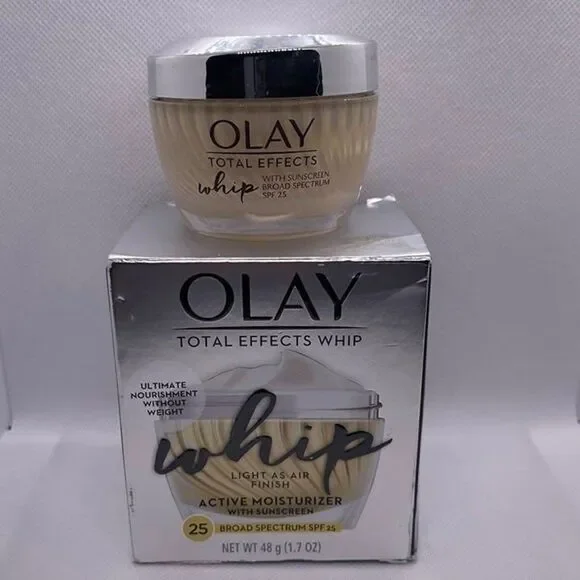 OLAY
TOTAL EFFECTS
whip
WITH SUNSCREEN
BROAD SPECTRUM
SPF 25
OLAY
TOTAL EFFECTS WHIP
ULTIMATE
NOURISHMENT
WITHOUT
WEIGHT
whip
LIGHT AS AIR
FINISH
ACTIVE MOISTURIZER
WITH SUNSCREEN
25 BROAD SPECTRUM SPF 25
NET WT 48 g (1.7 OZ)